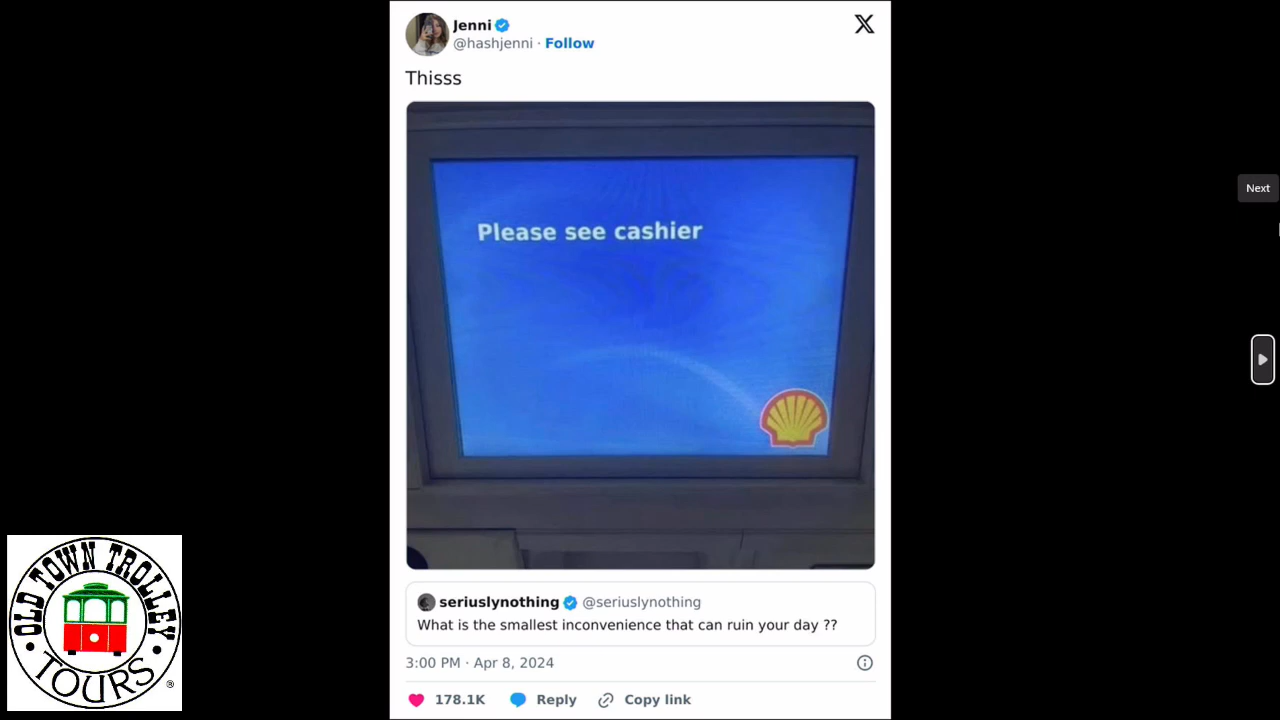 Jenni
@hashjenni · Follow
Thisss
Please see cashier
seriuslynothing @seriuslynothing
What is the smallest inconvenience that can ruin your day ??
3:00 PM · Apr 8, 2024
178.1K Reply Copy link
Next
OLD TOWN TROLLEY
TOURS ®